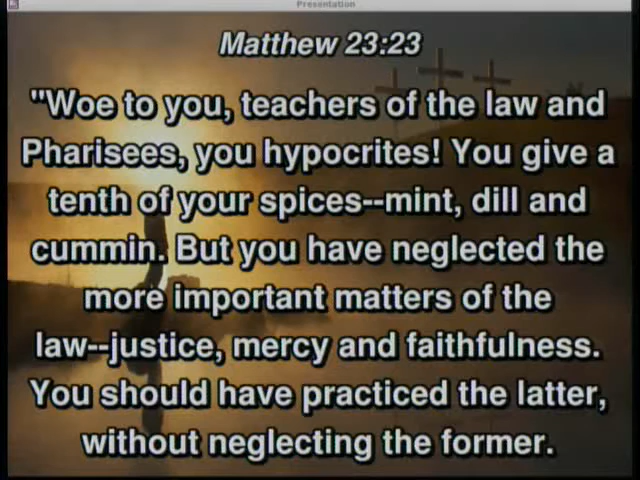 Presentation
Matthew 23:23
"Woe to you, teachers of the law and
Pharisees, you hypocrites! You give a
tenth of your spices--mint, dill and
cummin. But you have neglected the
more important matters of the
law--justice, mercy and faithfulness.
You should have practiced the latter,
without neglecting the former.